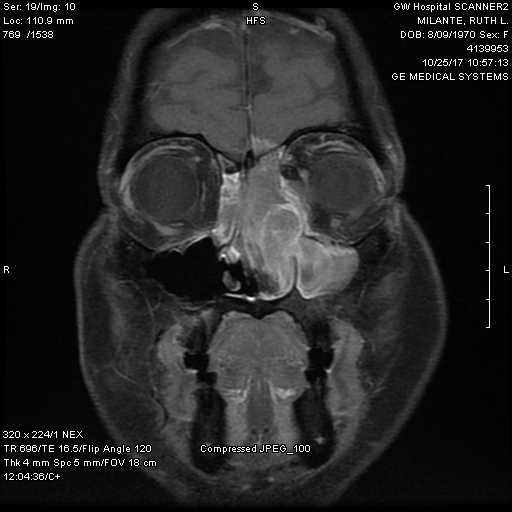 Ser: 19/Img: 10
Loc: 110.9 mm
769 /1538
S
HFS
GW Hospital SCANNER2
MILANTE, RUTH L.
DOB: 8/09/1970 Sex: F
4139953
10/25/17 10:57:13
GE MEDICAL SYSTEMS
R
L
320 x 224/1 NEX
TR 696/TE 16.5/Flip Angle 120
Thk 4 mm Spc 5 mm/FOV 18 cm
12:04:36/C+
Compressed JPEG_100